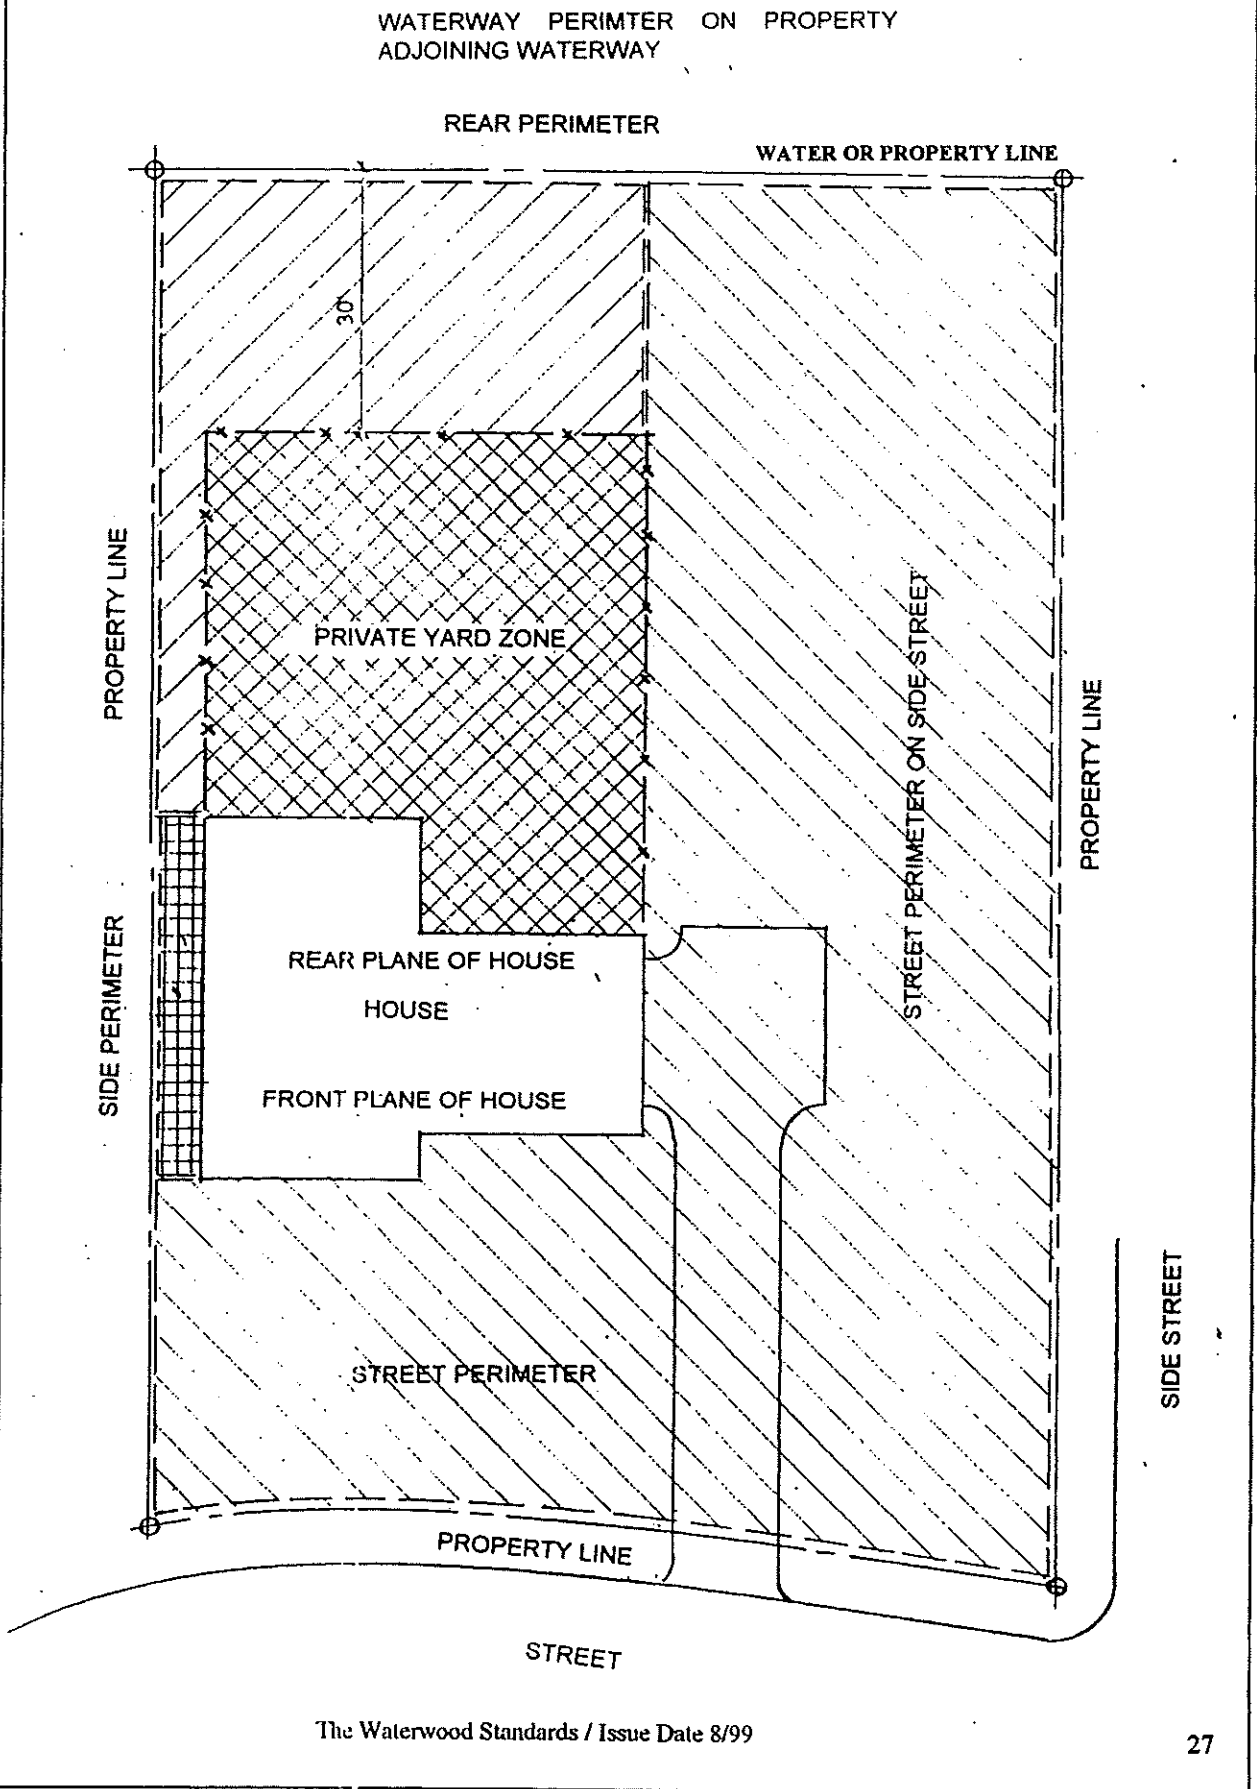 WATERWAY PERIMTER ON PROPERTY
ADJOINING WATERWAY
REAR PERIMETER
WATER OR PROPERTY LINE
30'
PROPERTY LINE
PRIVATE YARD ZONE
STREET PERIMETER ON SIDE STREET
PROPERTY LINE
SIDE PERIMETER
REAR PLANE OF HOUSE
HOUSE
FRONT PLANE OF HOUSE
SIDE STREET
STREET PERIMETER
PROPERTY LINE
STREET
The Waterwood Standards / Issue Date 8/99
27